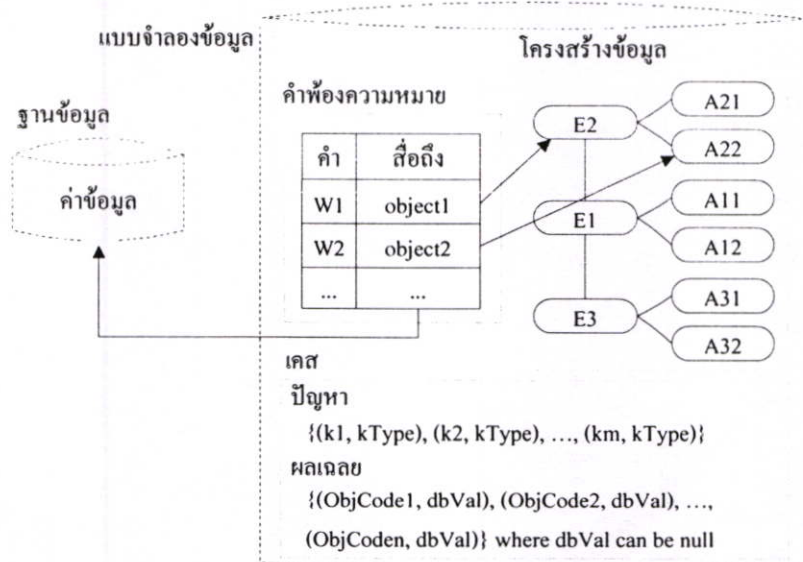 แบบจำลองข้อมูล
โครงสร้างข้อมูล
คำพ้องความหมาย
ฐานข้อมูล
ค่าข้อมูล
คำ สื่อถึง
W1 object1
W2 object2
... ...
E2
A21
A22
E1
A11
A12
E3
A31
A32
เคส
ปัญหา
{(k1, kType), (k2, kType), …, (km, kType)}
ผลเฉลย
{(ObjCode1, dbVal), (ObjCode2, dbVal), …,
(ObjCoden, dbVal)} where dbVal can be null